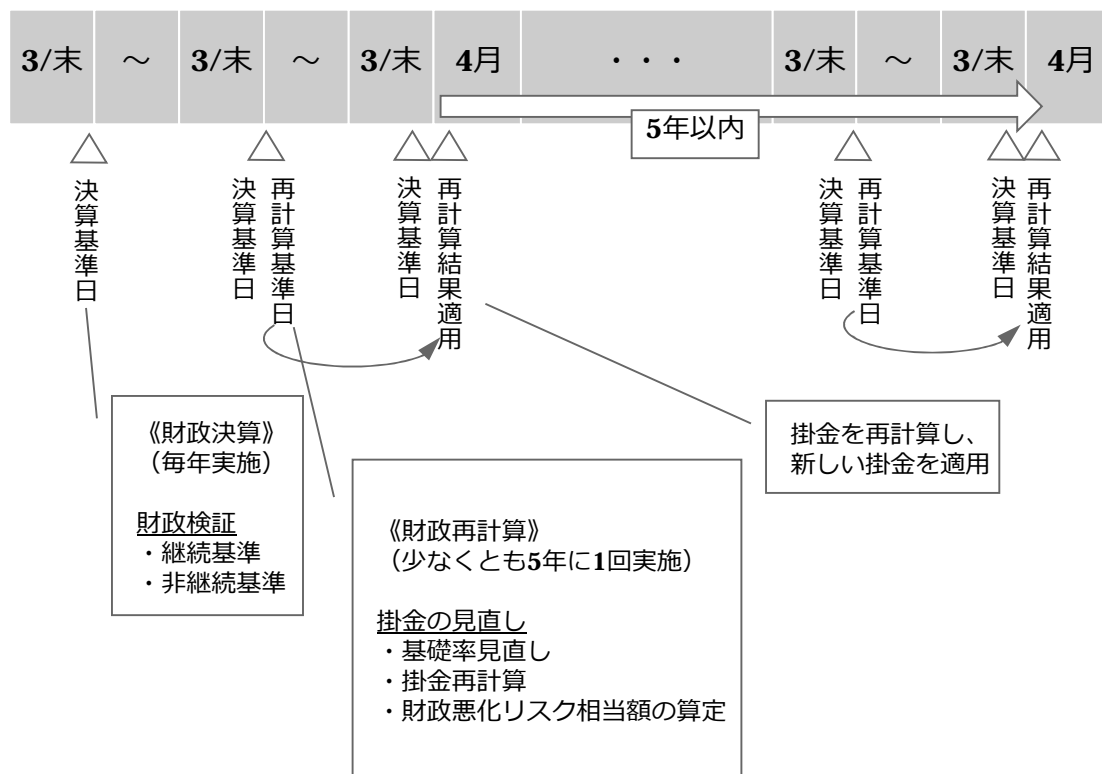 3/末 ～ 3/末 ～ 3/末 4月 ・・・ 3/末 ～ 3/末 4月
5年以内
決算基準日
決算基準日
再計算基準日
決算基準日
再計算結果適用
決算基準日
再計算基準日
決算基準日
再計算結果適用
《財政決算》
（毎年実施）
財政検証
・継続基準
・非継続基準
《財政再計算》
（少なくとも5年に1回実施）
掛金の見直し
・基礎率見直し
・掛金再計算
・財政悪化リスク相当額の算定
掛金を再計算し、
新しい掛金を適用